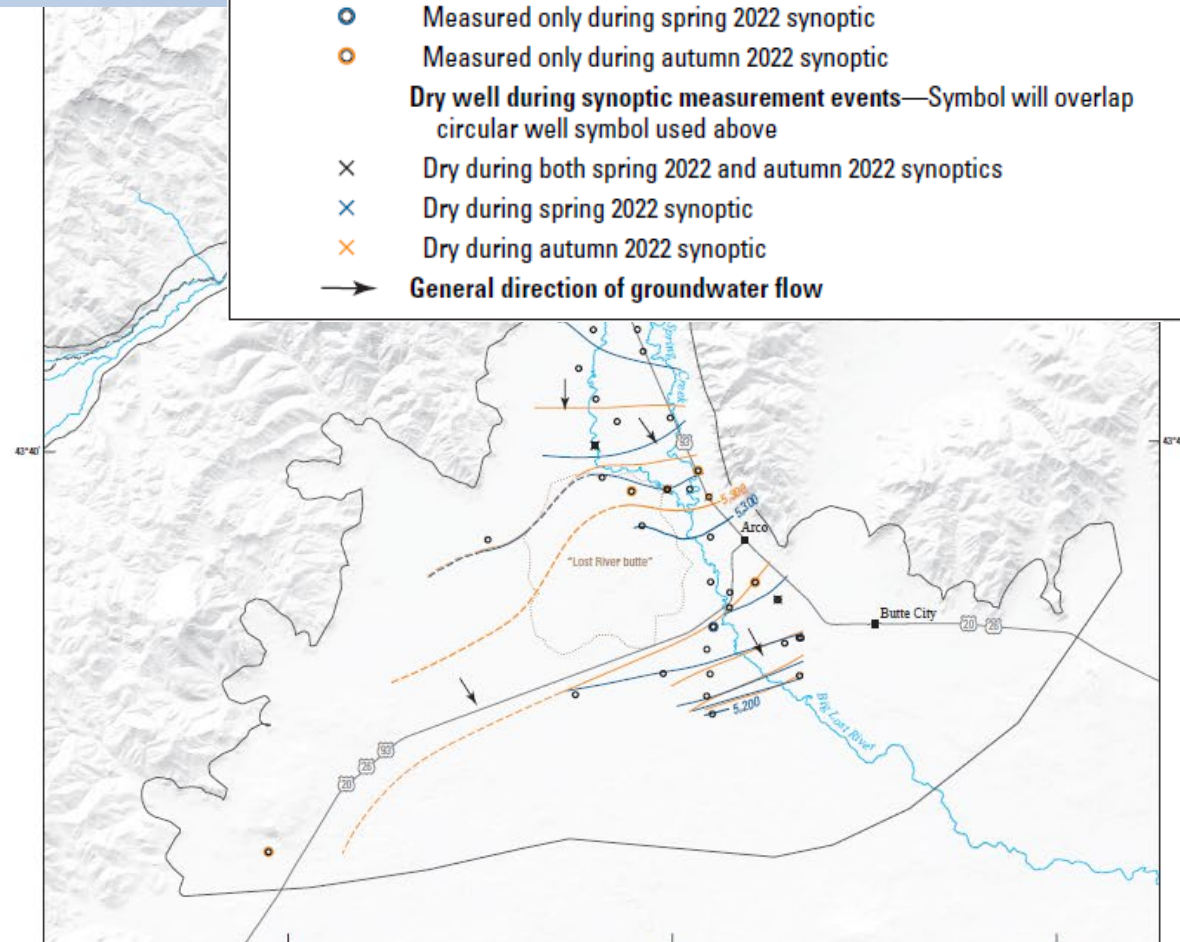 Measured only during spring 2022 synoptic
Measured only during autumn 2022 synoptic
Dry well during synoptic measurement events—Symbol will overlap
circular well symbol used above
Dry during both spring 2022 and autumn 2022 synoptics
Dry during spring 2022 synoptic
Dry during autumn 2022 synoptic
General direction of groundwater flow
Spring
Creek
93
43°40'
5,300
5,300
Arco
"Lost River butte"
Butte City
20
26
5,200
Big Lost River
93
26
20